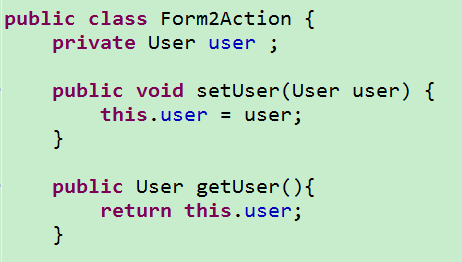 public class Form2Action {
    private User user ;

    public void setUser(User user) {
        this.user = user;
    }

    public User getUser(){
        return this.user;
    }